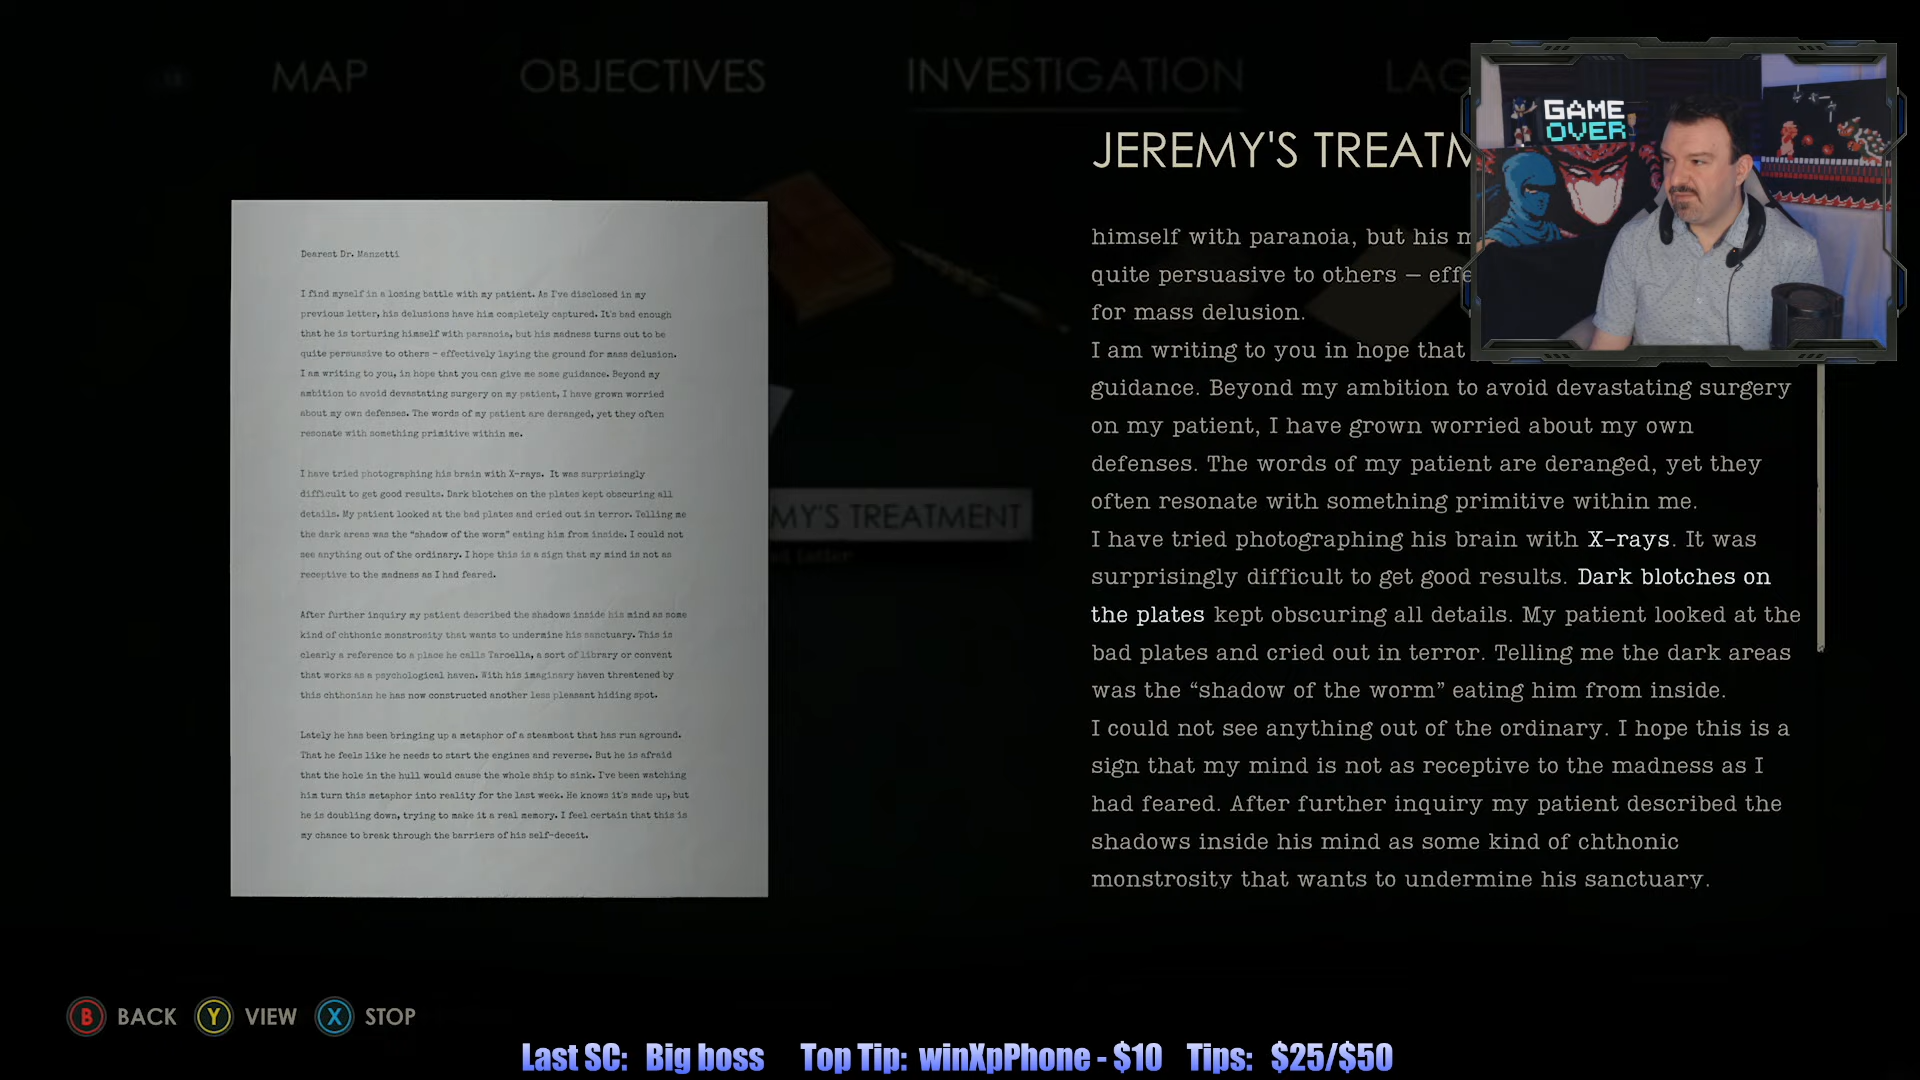 MAP
OBJECTIVES
INVESTIGATION
LAG
GAME
OVER
JEREMY'S TREATM
Dearest Dr. Manzetti
I find myself in a losing battle with my patient. As I've disclosed in my
previous letter, his delusions have him completely captured. It's bad enough
that he is torturing himself with paranoia, but his madness turns out to be
quite persuasive to others - effectively laying the ground for mass delusion.
I am writing to you, in hope that you can give me some guidance. Beyond my
ambition to avoid devastating surgery on my patient, I have grown worried
about my own defenses. The words of my patient are deranged, yet they often
resonate with something primitive within me.
I have tried photographing his brain with X-rays. It was surprisingly
difficult to get good results. Dark blotches on the plates kept obscuring all
details. My patient looked at the bad plates and cried out in terror. Telling me
the dark areas was the "shadow of the worm" eating him from inside. I could not
see anything out of the ordinary. I hope this is a sign that my mind is not as
receptive to the madness as I had feared.
After further inquiry my patient described the shadows inside his mind as some
kind of chthonic monstrosity that wants to undermine his sanctuary. This is
clearly a reference to a place he calls Taroella, a sort of library or convent
that works as a psychological haven. With his imaginary haven threatened by
this chthonian he has now constructed another less pleasant hiding spot.
Lately he has been bringing up a metaphor of a steamboat that has run aground.
That he feels like he needs to start the engines and reverse. But he is afraid
that the hole in the hull would cause the whole ship to sink. I've been watching
him turn this metaphor into reality for the last week. He knows it's made up, but
he is doubling down, trying to make it a real memory. I feel certain that this is
my chance to break through the barriers of his self-deceit.
MY'S TREATMENT
Letter
himself with paranoia, but his m
quite persuasive to others – effe
for mass delusion.
I am writing to you in hope that
guidance. Beyond my ambition to avoid devastating surgery
on my patient, I have grown worried about my own
defenses. The words of my patient are deranged, yet they
often resonate with something primitive within me.
I have tried photographing his brain with X-rays. It was
surprisingly difficult to get good results. Dark blotches on
the plates kept obscuring all details. My patient looked at the
bad plates and cried out in terror. Telling me the dark areas
was the “shadow of the worm” eating him from inside.
I could not see anything out of the ordinary. I hope this is a
sign that my mind is not as receptive to the madness as I
had feared. After further inquiry my patient described the
shadows inside his mind as some kind of chthonic
monstrosity that wants to undermine his sanctuary.
B BACK Y VIEW X STOP
Last SC: Big boss Top Tip: winXpPhone - $10 Tips: $25/$50